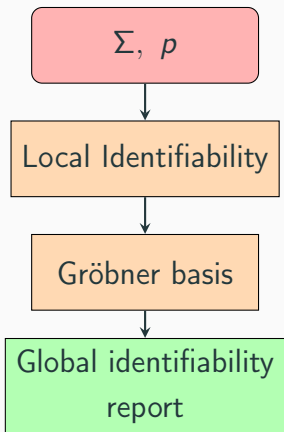 Σ, p
Local Identifiability
Gröbner basis
Global identifiability
report